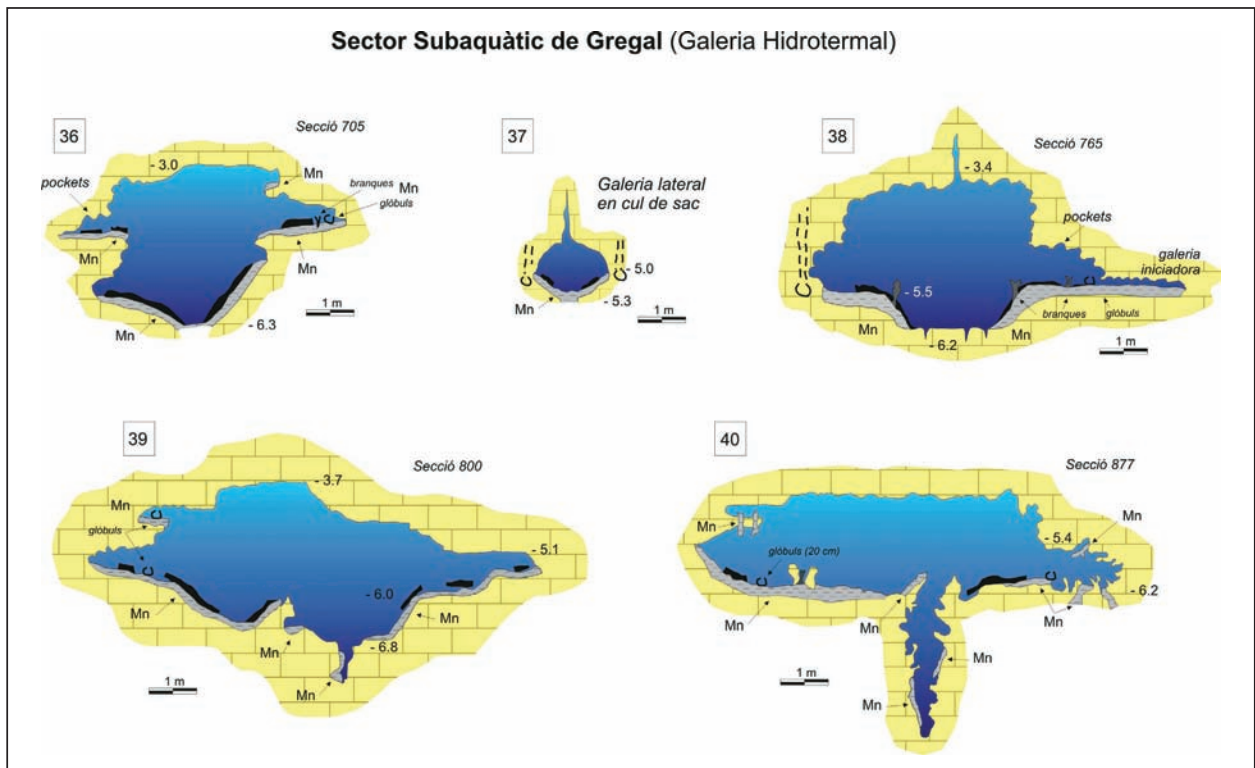 Sector Subaquàtic de Gregal (Galeria Hidrotermal)
36
Secció 705
- 3.0
Mn
pockets
branques
Mn
glòbuls
Mn
Mn
Mn
- 6.3
1 m
37
Galeria lateral
en cul de sac
- 5.0
- 5.3
Mn
1 m
38
Secció 765
- 3.4
pockets
galeria
iniciadora
- 5.5
Mn
branques
glòbuls
- 6.2
1 m
39
Secció 800
- 3.7
Mn
glòbuls
- 5.1
- 6.0
Mn
Mn
Mn
- 6.8
Mn
1 m
40
Secció 877
Mn
Mn
- 5.4
glòbuls (20 cm)
- 6.2
Mn
Mn
Mn
Mn
Mn
1 m